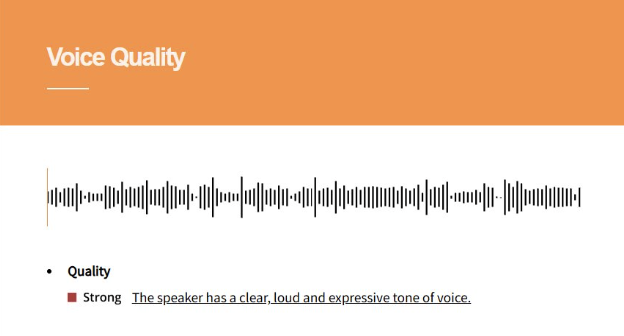 Voice Quality
• Quality
Strong The speaker has a clear, loud and expressive tone of voice.